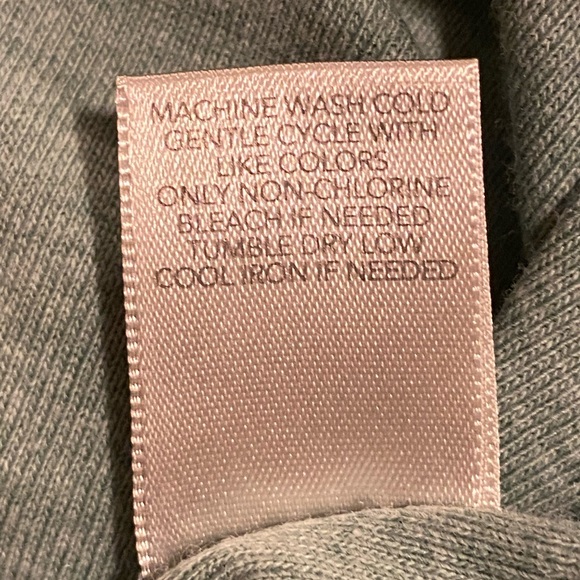 MACHINE WASH COLD
GENTLE CYCLE WITH
LIKE COLORS
ONLY NON-CHLORINE
BLEACH IF NEEDED
TUMBLE DRY LOW
COOL IRON IF NEEDED